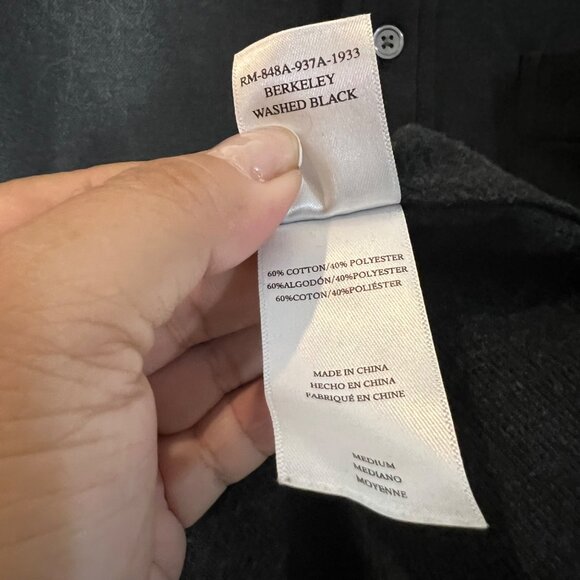 RM-848A-937A-1933
BERKELEY
WASHED BLACK
60% COTTON/40% POLYESTER
60%ALGODÓN/40%POLYESTER
60%COTON/40%POLIÉSTER
MADE IN CHINA
HECHO EN CHINA
FABRIQUÉ EN CHINE
MEDIUM
MEDIANO
MOYENNE